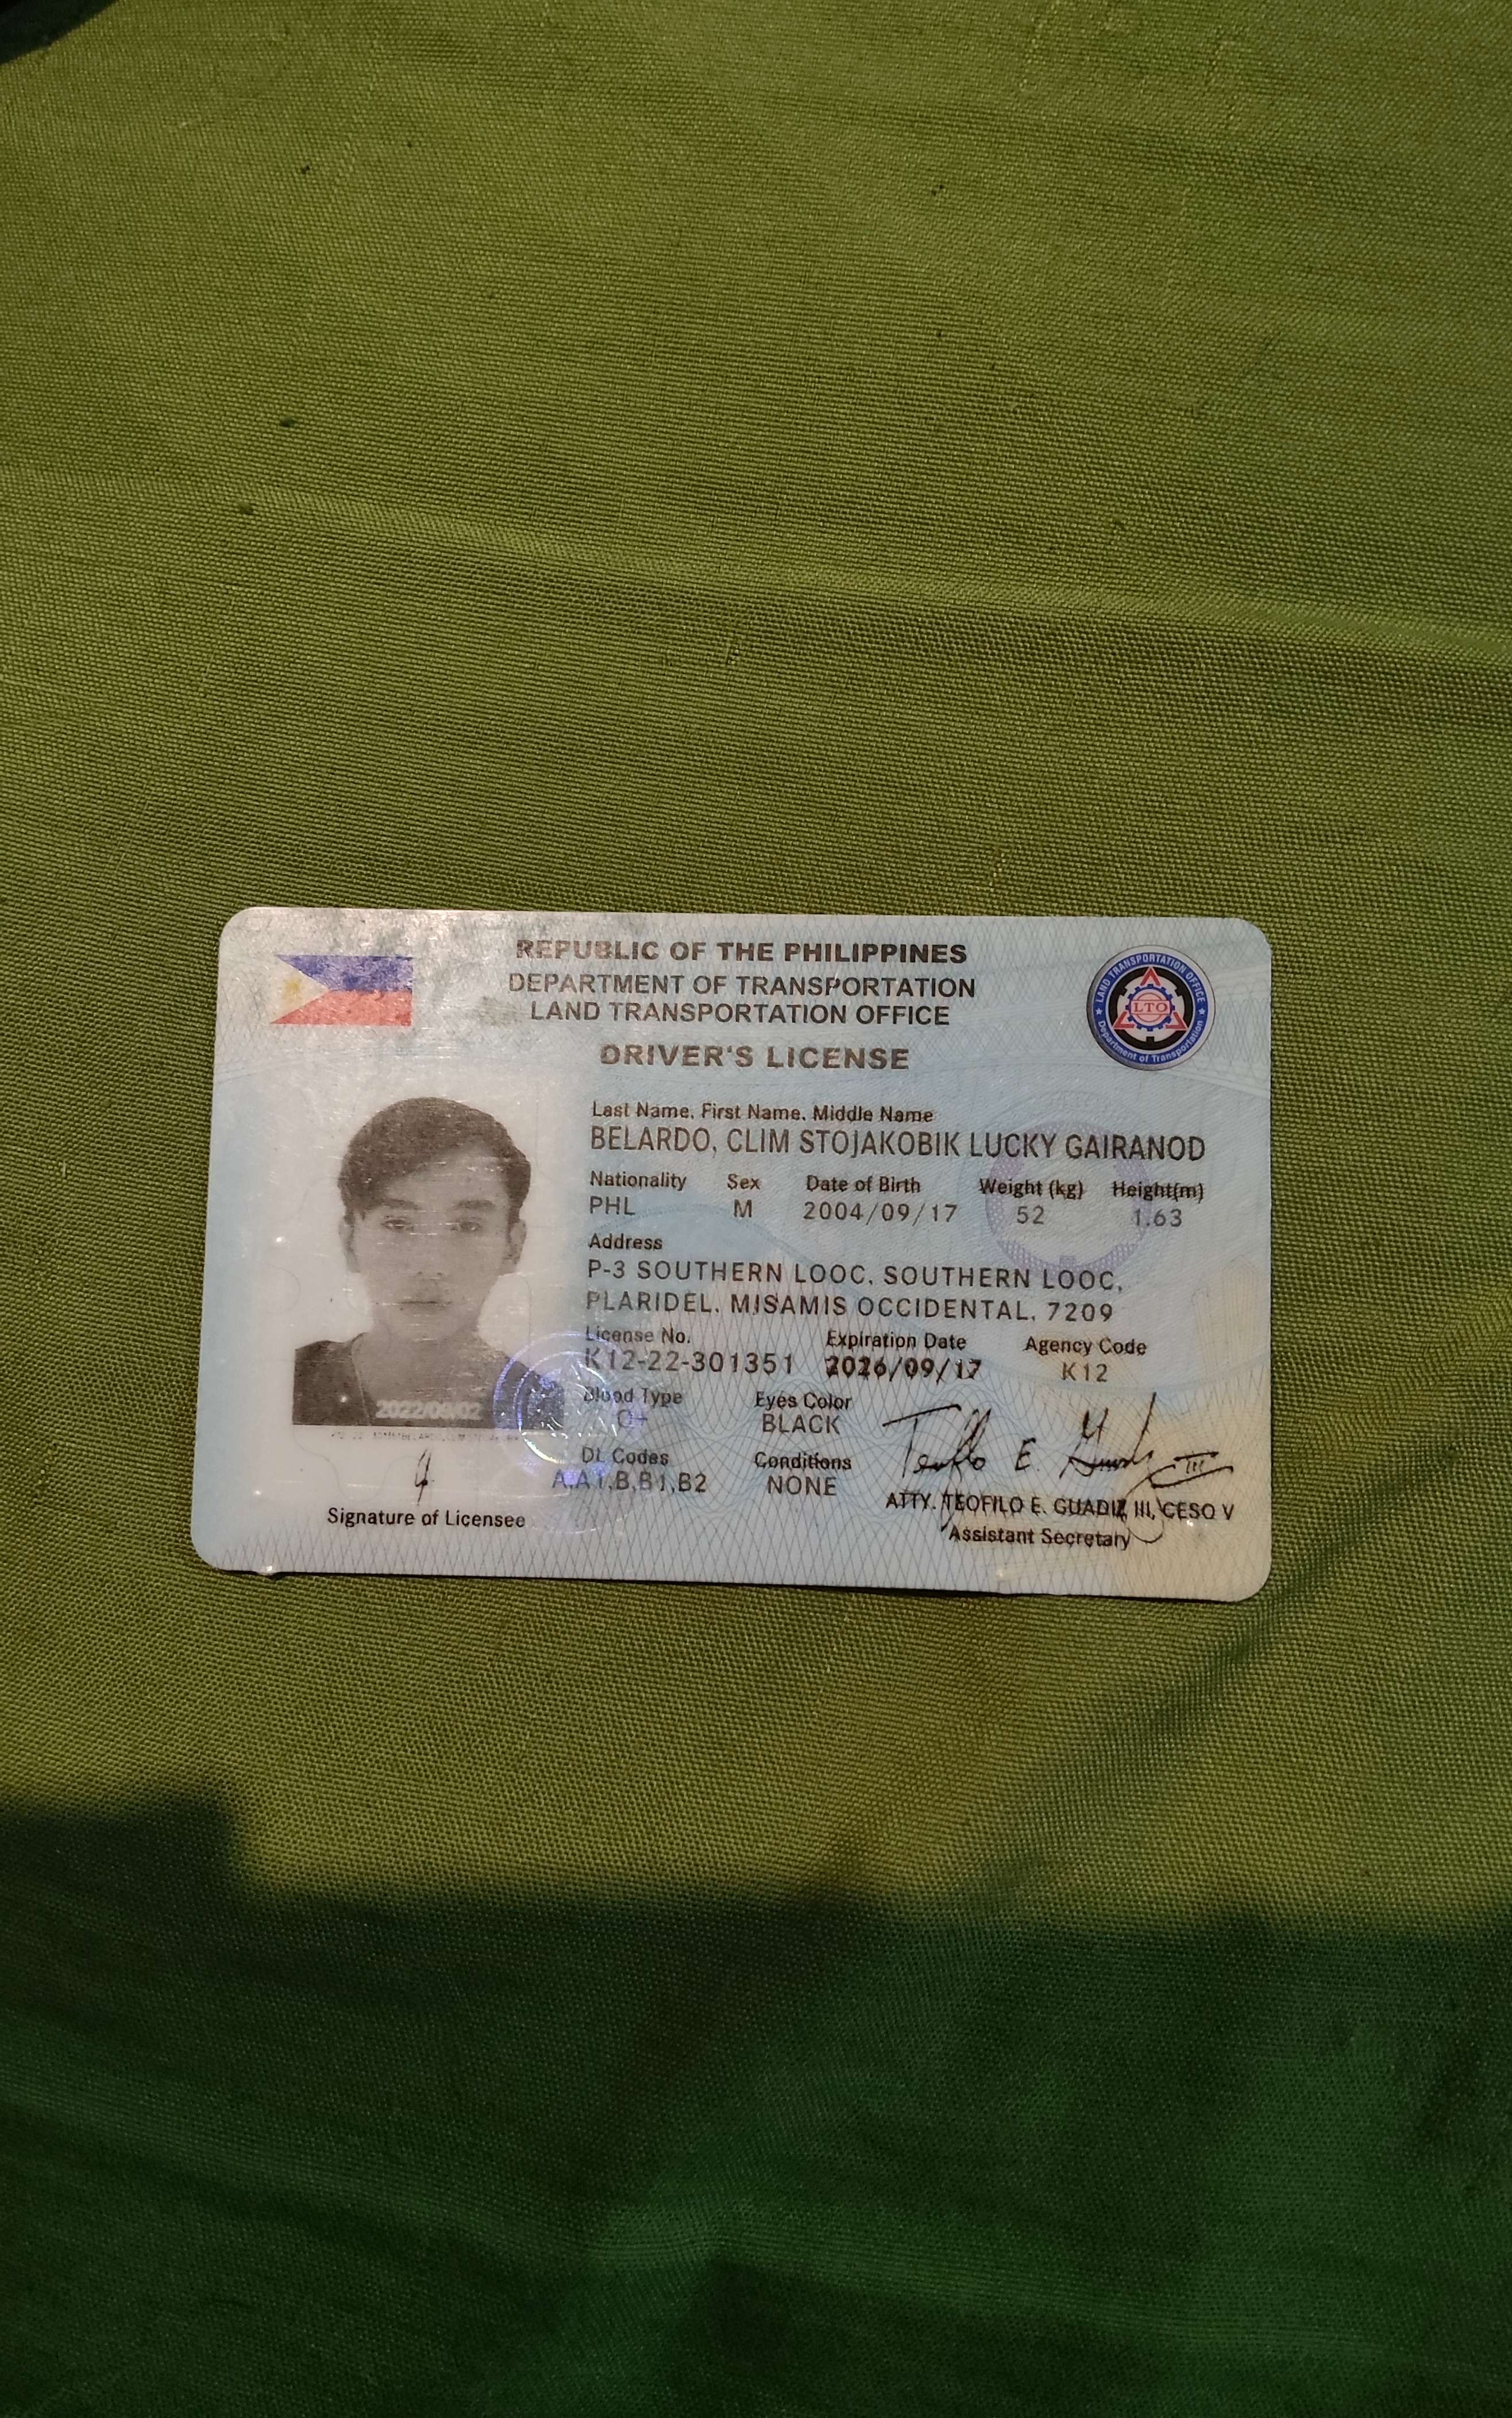 REPUBLIC OF THE PHILIPPINES
DEPARTMENT OF TRANSPORTATION
LAND TRANSPORTATION OFFICE
DRIVER'S LICENSE
LAND TRANSPORTATION OFFICE
LTO
Department of Transportation
Last Name, First Name, Middle Name
BELARDO, CLIM STOJAKOBIK LUCKY GAIRANOD
Nationality Sex Date of Birth Weight (kg) Height(m)
PHL M 2004/09/17 52 1.63
Address
P-3 SOUTHERN LOOC, SOUTHERN LOOC,
PLARIDEL, MISAMIS OCCIDENTAL, 7209
License No. Expiration Date Agency Code
K12-22-301351 2026/09/17 K12
Blood Type Eyes Color
O+ BLACK
DL Codes Conditions
A,A1,B,B1,B2 NONE
Teofilo E. Guadiz III
ATTY. TEOFILO E. GUADIZ III, CESO V
Assistant Secretary
Signature of Licensee